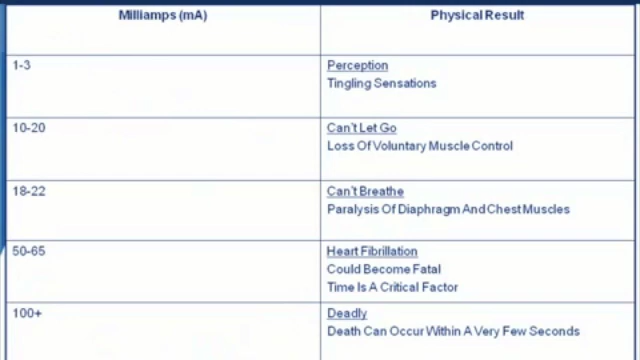 Milliamps (mA) Physical Result
1-3 Perception
Tingling Sensations
10-20 Can't Let Go
Loss Of Voluntary Muscle Control
18-22 Can't Breathe
Paralysis Of Diaphragm And Chest Muscles
50-65 Heart Fibrillation
Could Become Fatal
Time Is A Critical Factor
100+ Deadly
Death Can Occur Within A Very Few Seconds